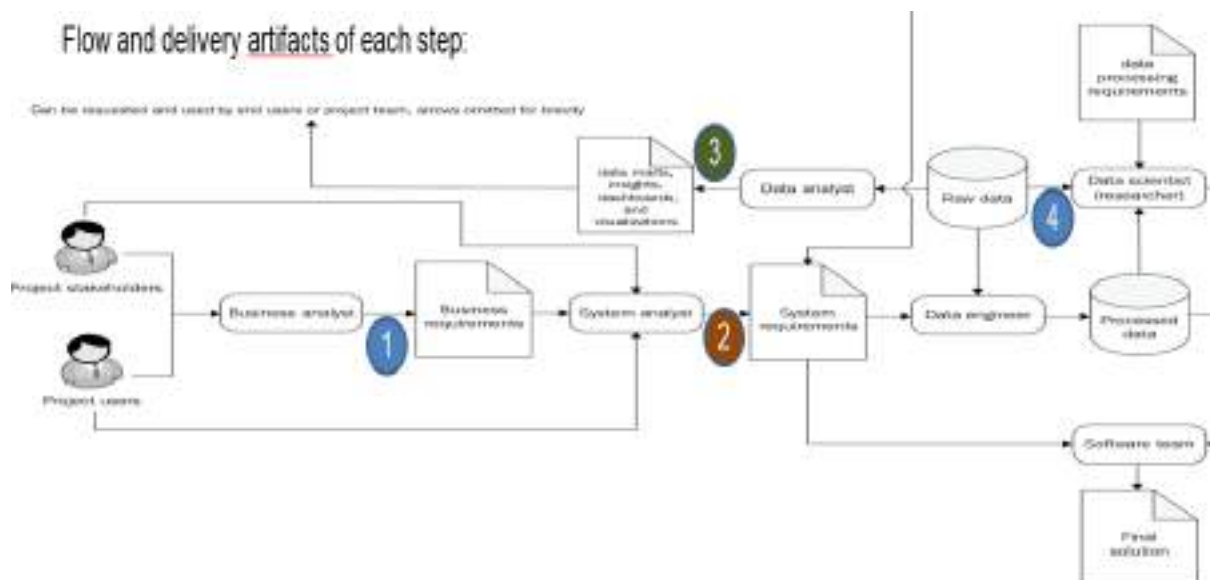 Flow and delivery artifacts of each step:
Can be requested and used by end users or project team, arrows omitted for brevity
data
processing
requirements
3
data marts,
insights,
dashboards,
and
visualizations
Data analyst
Raw data
4
Data scientist
(researcher)
Project stakeholders
Business analyst
1
Business
requirements
System analyst
2
System
requirements
Data engineer
Processed
data
Project users
Software team
Final
solution